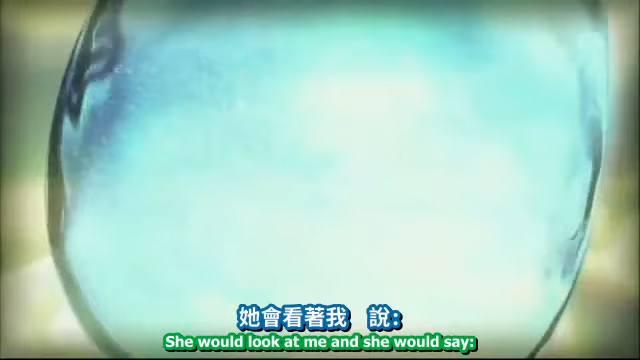 她會看著我　說:
She would look at me and she would say: